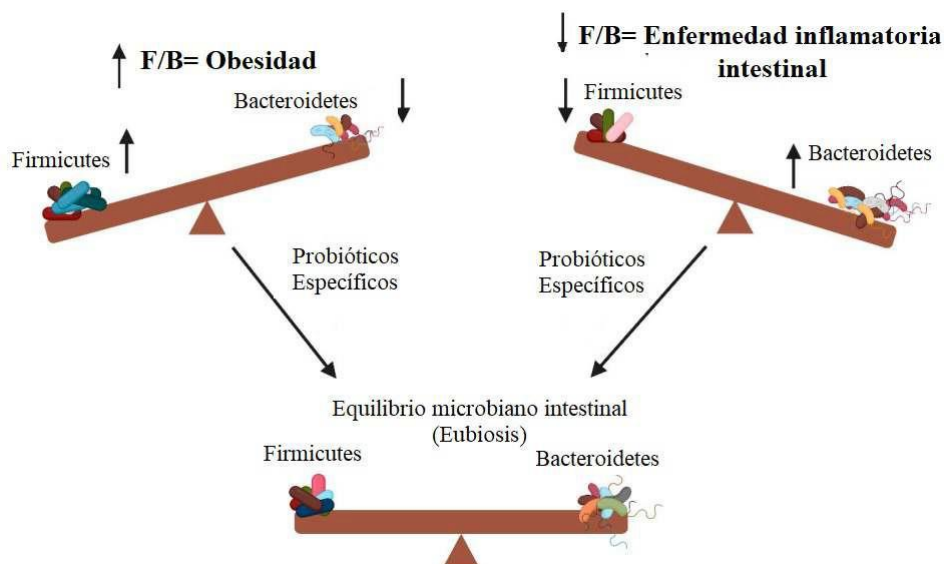 F/B= Obesidad
Bacteroidetes
Firmicutes
F/B= Enfermedad inflamatoria
intestinal
Firmicutes
Bacteroidetes
Probióticos
Específicos
Probióticos
Específicos
Equilibrio microbiano intestinal
(Eubiosis)
Firmicutes
Bacteroidetes